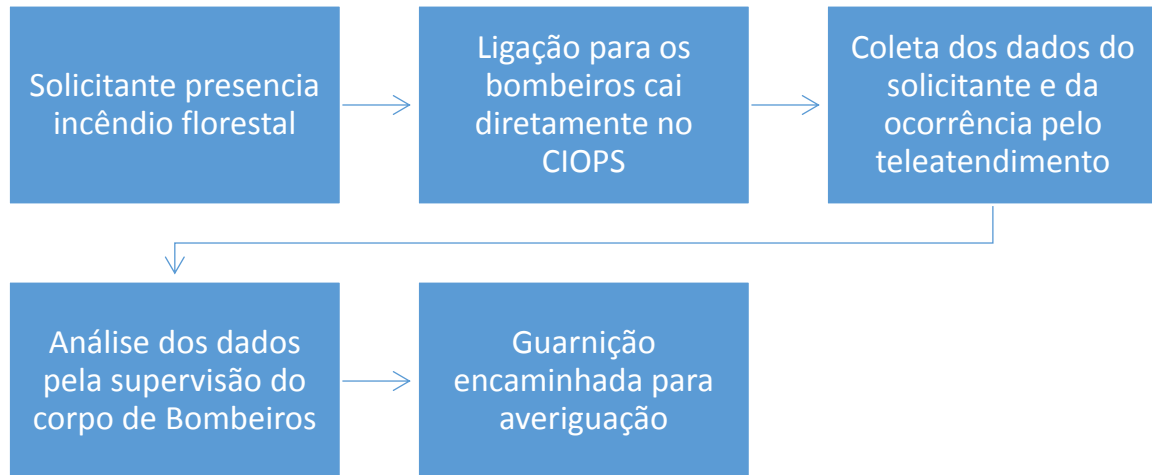 Solicitante presencia
incêndio florestal
Ligação para os
bombeiros cai
diretamente no
CIOPS
Coleta dos dados do
solicitante e da
ocorrência pelo
teleatendimento
Análise dos dados
pela supervisão do
corpo de Bombeiros
Guarnição
encaminhada para
averiguação